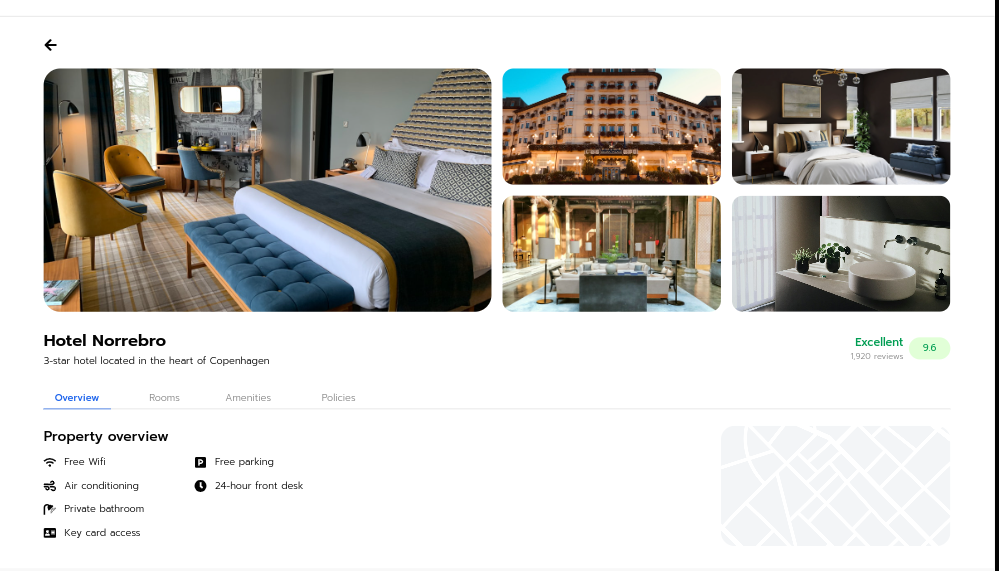 Hotel Norrebro
3-star hotel located in the heart of Copenhagen
Excellent
1,920 reviews
9.6
Overview
Rooms
Amenities
Policies
Property overview
Free Wifi
Free parking
Air conditioning
24-hour front desk
Private bathroom
Key card access